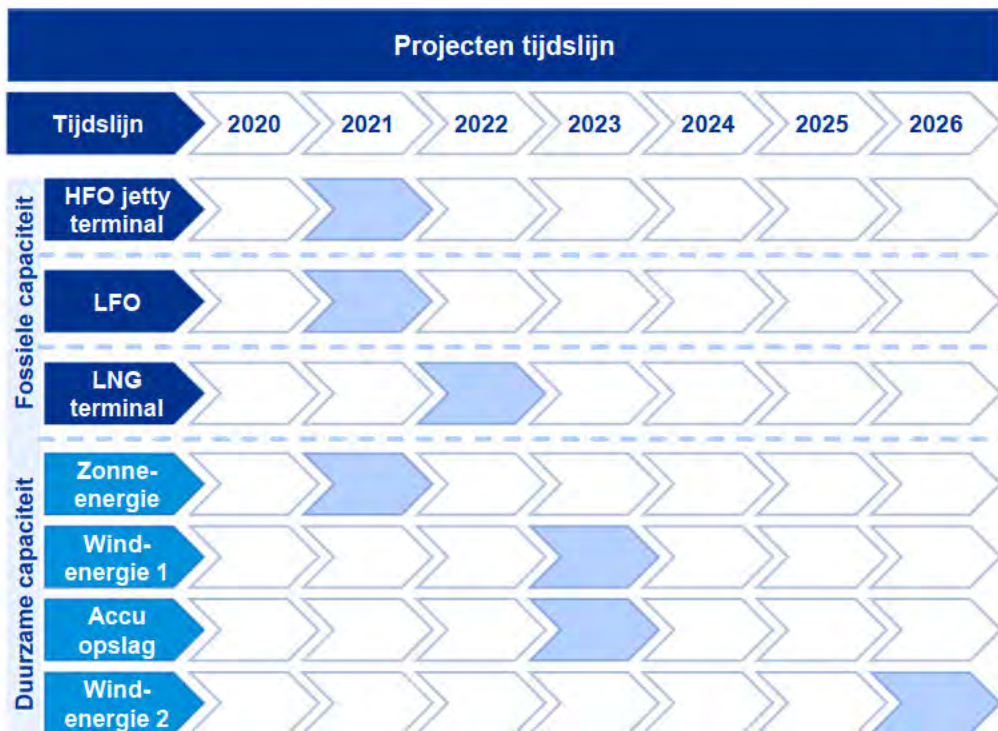 Projecten tijdslijn
Tijdslijn 2020 2021 2022 2023 2024 2025 2026
Fossiele capaciteit
HFO jetty
terminal
LFO
LNG
terminal
Duurzame capaciteit
Zonne-
energie
Wind-
energie 1
Accu
opslag
Wind-
energie 2